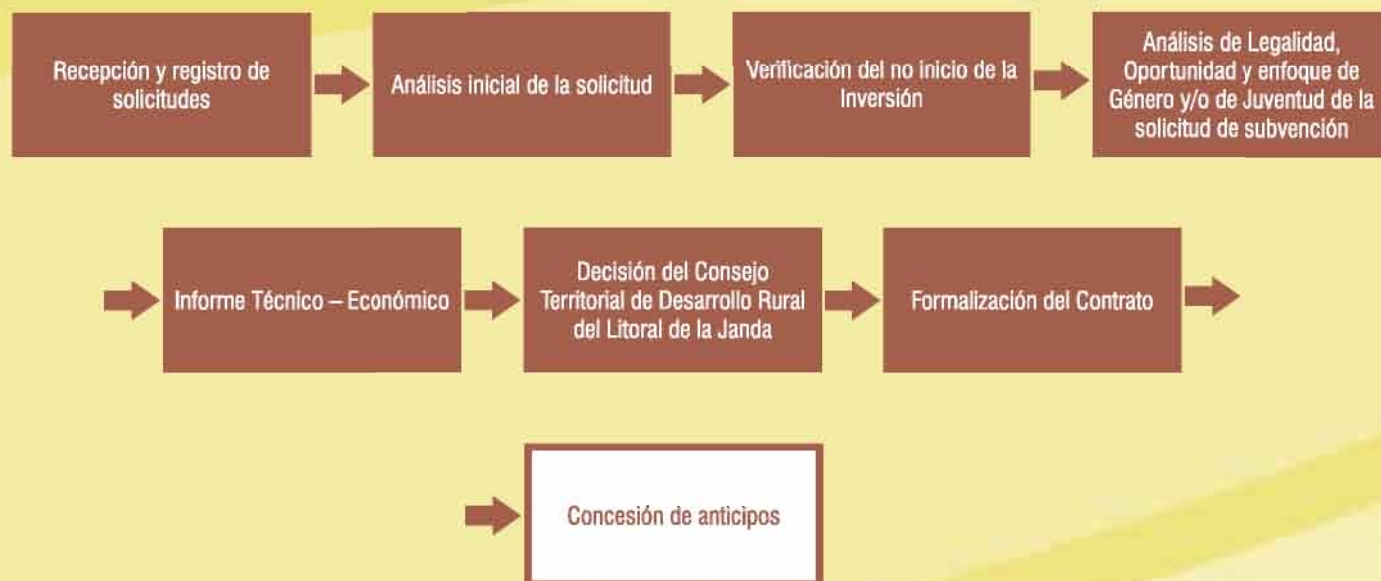 Recepción y registro de
solicitudes
Análisis inicial de la solicitud
Verificación del no inicio de la
Inversión
Análisis de Legalidad,
Oportunidad y enfoque de
Género y/o de Juventud de la
solicitud de subvención
Informe Técnico – Económico
Decisión del Consejo
Territorial de Desarrollo Rural
del Litoral de la Janda
Formalización del Contrato
Concesión de anticipos